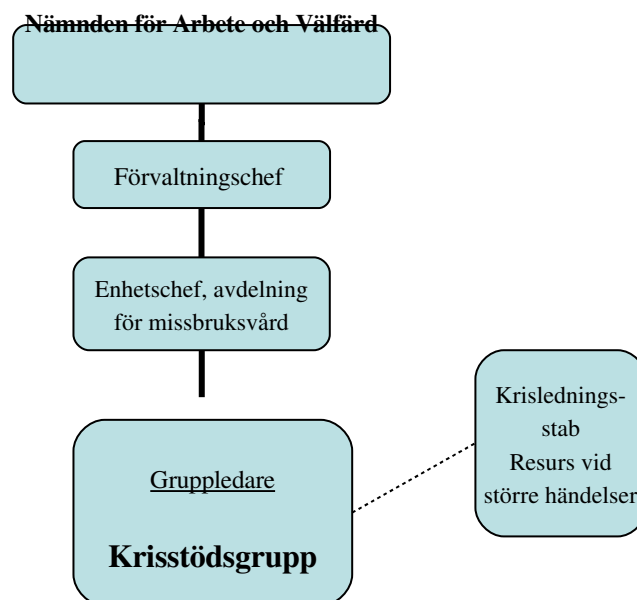 Nämnden för Arbete och Välfärd
Förvaltningschef
Enhetschef, avdelning
för missbruksvård
Gruppledare
Krisstödsgrupp
Krislednings-
stab
Resurs vid
större händelser